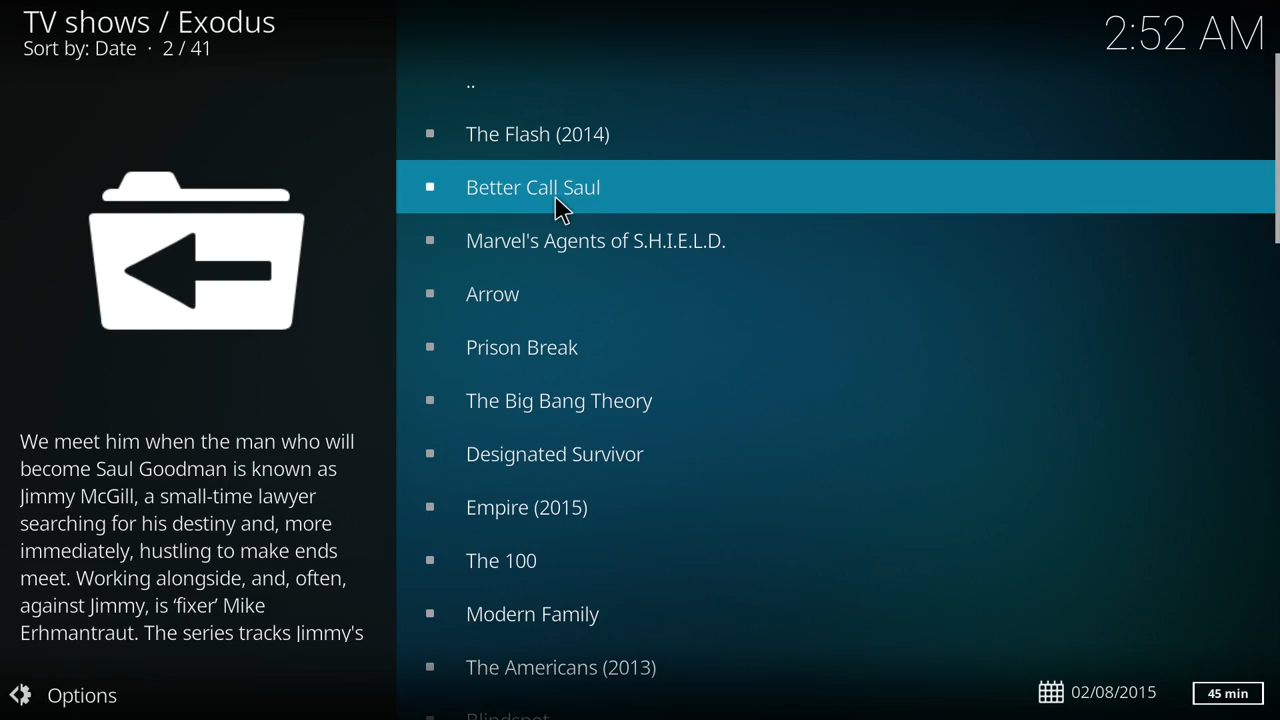 TV shows / Exodus
Sort by: Date · 2 / 41
2:52 AM
..
The Flash (2014)
Better Call Saul
Marvel's Agents of S.H.I.E.L.D.
Arrow
Prison Break
The Big Bang Theory
Designated Survivor
Empire (2015)
The 100
Modern Family
The Americans (2013)
Blindspot
We meet him when the man who will
become Saul Goodman is known as
Jimmy McGill, a small-time lawyer
searching for his destiny and, more
immediately, hustling to make ends
meet. Working alongside, and, often,
against Jimmy, is ‘fixer’ Mike
Erhmantraut. The series tracks Jimmy's
Options
02/08/2015
45 min